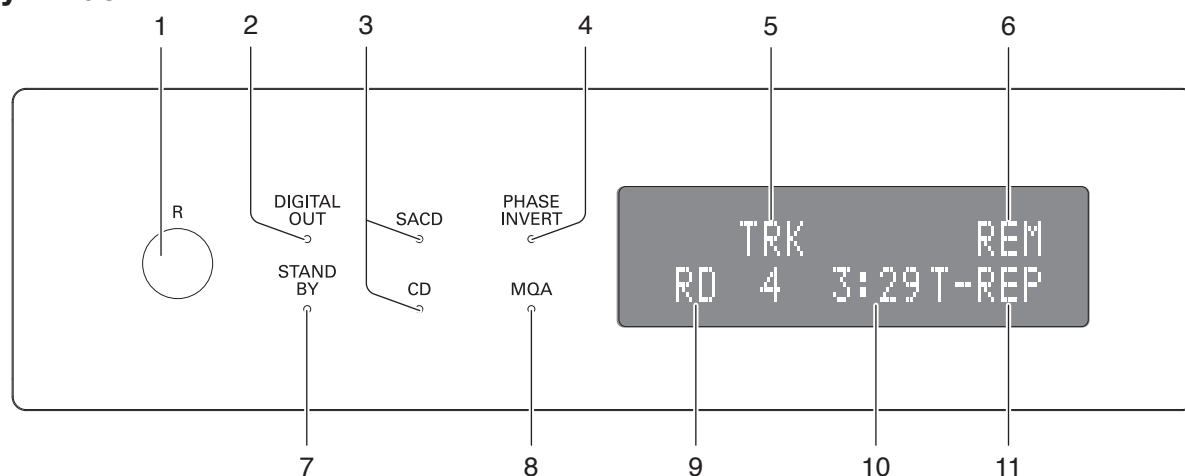 1 2 3 4 5 6
R
DIGITAL
OUT
SACD
PHASE
INVERT
STAND
BY
CD
MQA
TRK REM
RD 4 3:29 T-REP
7 8 9 10 11